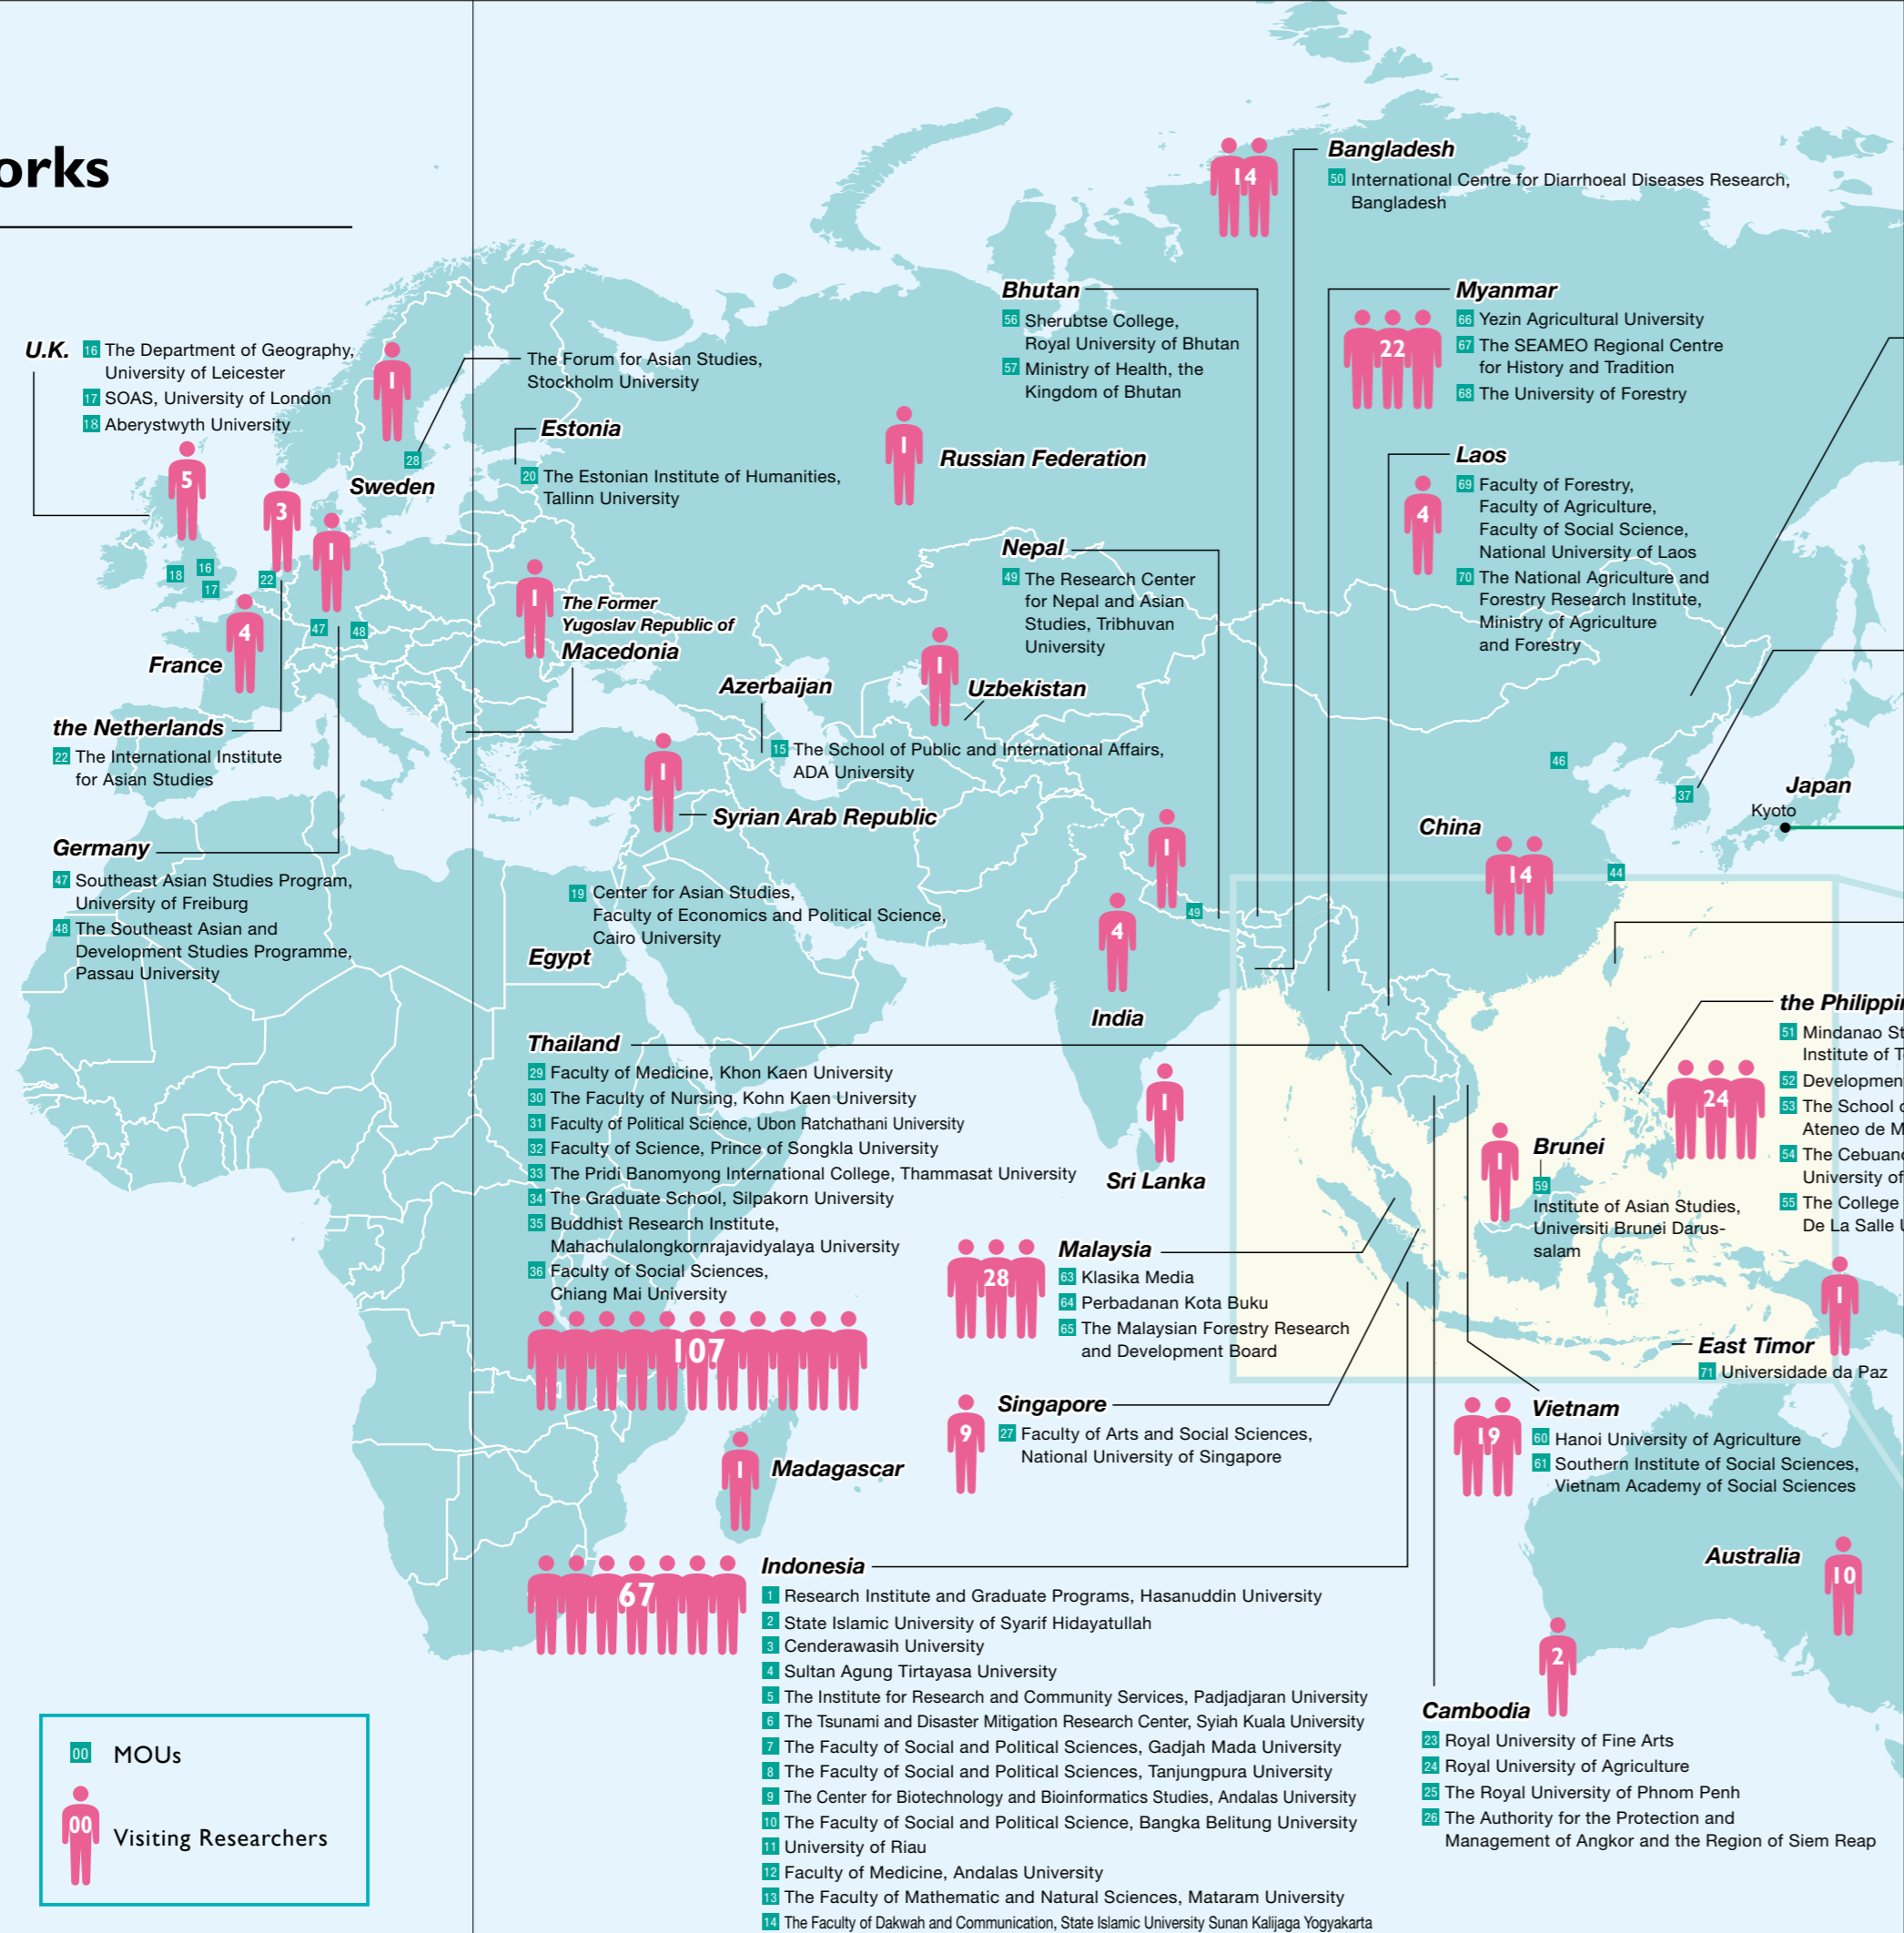 orks
Bangladesh
50 International Centre for Diarrhoeal Diseases Research,
Bangladesh
14
Bhutan
56 Sherubtse College,
Royal University of Bhutan
57 Ministry of Health, the
Kingdom of Bhutan
Myanmar
22
66 Yezin Agricultural University
67 The SEAMEO Regional Centre
for History and Tradition
68 The University of Forestry
U.K.
16 The Department of Geography,
University of Leicester
17 SOAS, University of London
18 Aberystwyth University
5
1
The Forum for Asian Studies,
Stockholm University
28
Sweden
Estonia
20 The Estonian Institute of Humanities,
Tallinn University
1
Russian Federation
Laos
4
69 Faculty of Forestry,
Faculty of Agriculture,
Faculty of Social Science,
National University of Laos
70 The National Agriculture and
Forestry Research Institute,
Ministry of Agriculture
and Forestry
3
1
18
16
17
22
47
48
4
France
1
The Former
Yugoslav Republic of
Macedonia
Nepal
49 The Research Center
for Nepal and Asian
Studies, Tribhuvan
University
Azerbaijan
15 The School of Public and International Affairs,
ADA University
1
Uzbekistan
the Netherlands
22 The International Institute
for Asian Studies
1
Syrian Arab Republic
46
37
Japan
Kyoto
China
14
44
Germany
47 Southeast Asian Studies Program,
University of Freiburg
48 The Southeast Asian and
Development Studies Programme,
Passau University
19 Center for Asian Studies,
Faculty of Economics and Political Science,
Cairo University
Egypt
1
49
4
India
1
Sri Lanka
Thailand
29 Faculty of Medicine, Khon Kaen University
30 The Faculty of Nursing, Kohn Kaen University
31 Faculty of Political Science, Ubon Ratchathani University
32 Faculty of Science, Prince of Songkla University
33 The Pridi Banomyong International College, Thammasat University
34 The Graduate School, Silpakorn University
35 Buddhist Research Institute,
Mahachulalongkornrajavidyalaya University
36 Faculty of Social Sciences,
Chiang Mai University
107
the Philippi
24
51 Mindanao St
Institute of T
52 Developmen
53 The School
Ateneo de M
54 The Cebuan
University of
55 The College
De La Salle
1
Brunei
59
Institute of Asian Studies,
Universiti Brunei Darus-
salam
28
Malaysia
63 Klasika Media
64 Perbadanan Kota Buku
65 The Malaysian Forestry Research
and Development Board
1
East Timor
71 Universidade da Paz
9
Singapore
27 Faculty of Arts and Social Sciences,
National University of Singapore
19
Vietnam
60 Hanoi University of Agriculture
61 Southern Institute of Social Sciences,
Vietnam Academy of Social Sciences
1
Madagascar
Australia
10
67
Indonesia
1 Research Institute and Graduate Programs, Hasanuddin University
2 State Islamic University of Syarif Hidayatullah
3 Cenderawasih University
4 Sultan Agung Tirtayasa University
5 The Institute for Research and Community Services, Padjadjaran University
6 The Tsunami and Disaster Mitigation Research Center, Syiah Kuala University
7 The Faculty of Social and Political Sciences, Gadjah Mada University
8 The Faculty of Social and Political Sciences, Tanjungpura University
9 The Center for Biotechnology and Bioinformatics Studies, Andalas University
10 The Faculty of Social and Political Science, Bangka Belitung University
11 University of Riau
12 Faculty of Medicine, Andalas University
13 The Faculty of Mathematic and Natural Sciences, Mataram University
14 The Faculty of Dakwah and Communication, State Islamic University Sunan Kalijaga Yogyakarta
2
Cambodia
23 Royal University of Fine Arts
24 Royal University of Agriculture
25 The Royal University of Phnom Penh
26 The Authority for the Protection and
Management of Angkor and the Region of Siem Reap
00 MOUs
00 Visiting Researchers